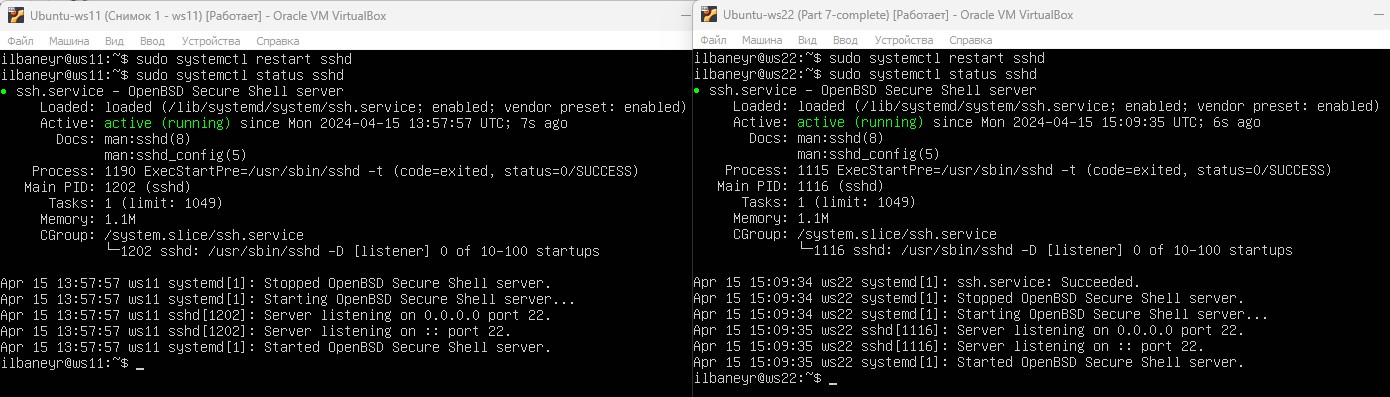 Ubuntu-ws11 (Снимок 1 - ws11) [Работает] - Oracle VM VirtualBox
Файл Машина Вид Ввод Устройства Справка
ilbaneyr@ws11:~$ sudo systemctl restart sshd
ilbaneyr@ws11:~$ sudo systemctl status sshd
● ssh.service - OpenBSD Secure Shell server
Loaded: loaded (/lib/systemd/system/ssh.service; enabled; vendor preset: enabled)
Active: active (running) since Mon 2024-04-15 13:57:57 UTC; 7s ago
Docs: man:sshd(8)
man:sshd_config(5)
Process: 1190 ExecStartPre=/usr/sbin/sshd -t (code=exited, status=0/SUCCESS)
Main PID: 1202 (sshd)
Tasks: 1 (limit: 1049)
Memory: 1.1M
CGroup: /system.slice/ssh.service
└─1202 sshd: /usr/sbin/sshd -D [listener] 0 of 10-100 startups
Apr 15 13:57:57 ws11 systemd[1]: Stopped OpenBSD Secure Shell server.
Apr 15 13:57:57 ws11 systemd[1]: Starting OpenBSD Secure Shell server...
Apr 15 13:57:57 ws11 sshd[1202]: Server listening on 0.0.0.0 port 22.
Apr 15 13:57:57 ws11 sshd[1202]: Server listening on :: port 22.
Apr 15 13:57:57 ws11 systemd[1]: Started OpenBSD Secure Shell server.
ilbaneyr@ws11:~$ _
Ubuntu-ws22 (Part 7-complete) [Работает] - Oracle VM VirtualBox
Файл Машина Вид Ввод Устройства Справка
ilbaneyr@ws22:~$ sudo systemctl restart sshd
ilbaneyr@ws22:~$ sudo systemctl status sshd
● ssh.service - OpenBSD Secure Shell server
Loaded: loaded (/lib/systemd/system/ssh.service; enabled; vendor preset: enabled)
Active: active (running) since Mon 2024-04-15 15:09:35 UTC; 6s ago
Docs: man:sshd(8)
man:sshd_config(5)
Process: 1115 ExecStartPre=/usr/sbin/sshd -t (code=exited, status=0/SUCCESS)
Main PID: 1116 (sshd)
Tasks: 1 (limit: 1049)
Memory: 1.1M
CGroup: /system.slice/ssh.service
└─1116 sshd: /usr/sbin/sshd -D [listener] 0 of 10-100 startups
Apr 15 15:09:34 ws22 systemd[1]: ssh.service: Succeeded.
Apr 15 15:09:34 ws22 systemd[1]: Stopped OpenBSD Secure Shell server.
Apr 15 15:09:34 ws22 systemd[1]: Starting OpenBSD Secure Shell server...
Apr 15 15:09:35 ws22 sshd[1116]: Server listening on 0.0.0.0 port 22.
Apr 15 15:09:35 ws22 sshd[1116]: Server listening on :: port 22.
Apr 15 15:09:35 ws22 systemd[1]: Started OpenBSD Secure Shell server.
ilbaneyr@ws22:~$ _